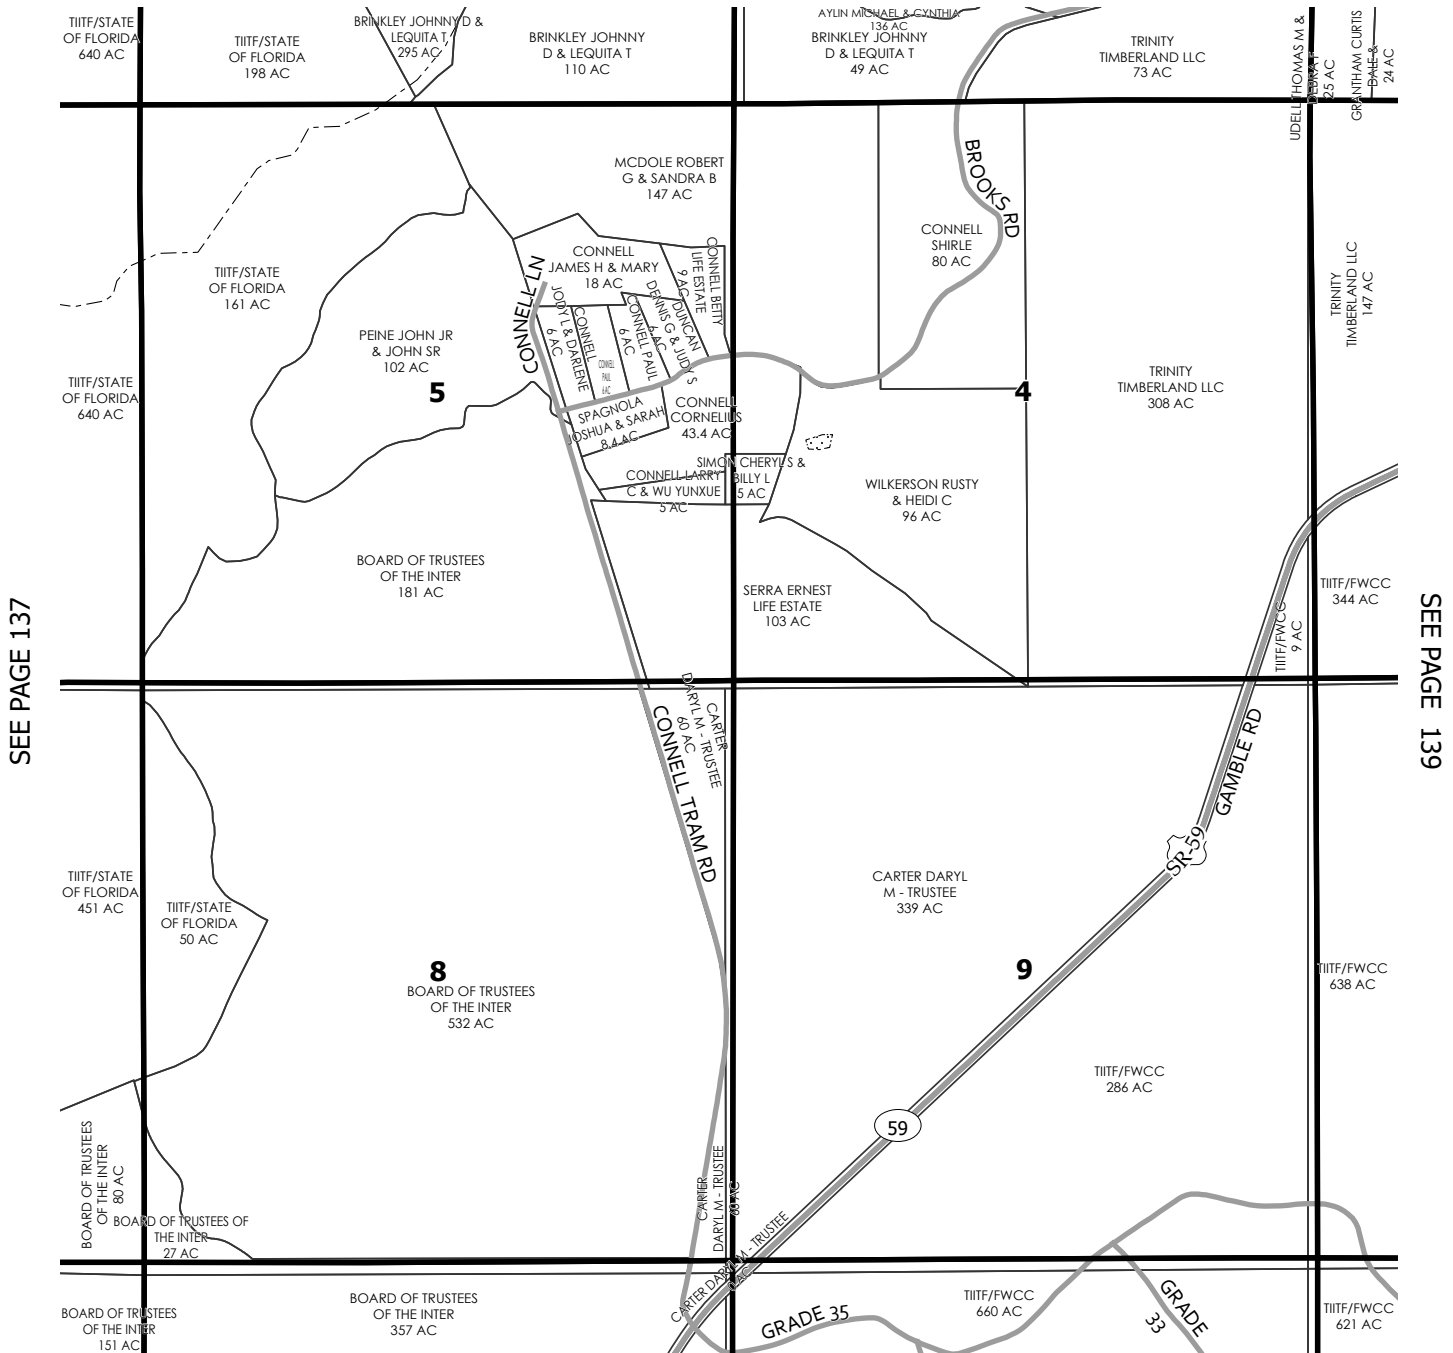 TIITF/STATE
OF FLORIDA
640 AC
TIITF/STATE
OF FLORIDA
198 AC
BRINKLEY JOHNNY D &
LEQUITA T
295 AC
BRINKLEY JOHNNY
D & LEQUITA T
110 AC
AYLIN MICHAEL & CYNTHIA
136 AC
BRINKLEY JOHNNY
D & LEQUITA T
49 AC
TRINITY
TIMBERLAND LLC
73 AC
UDELL THOMAS M &
DEBRA F
25 AC
GRANTHAM CURTIS
DALE &
24 AC
MCDOLE ROBERT
G & SANDRA B
147 AC
BROOKS RD
CONNELL
SHIRLE
80 AC
TRINITY
TIMBERLAND LLC
147 AC
TIITF/STATE
OF FLORIDA
161 AC
CONNELL
JAMES H & MARY
18 AC
CONNELL BETTY
LIFE ESTATE
9 AC
CONNELL LN
DUNCAN
DENNIS G & JUDY S
6 AC
CONNELL PAUL
6 AC
CONNELL
PAUL
6 AC
CONNELL
JODY L & DARLENE
6 AC
PEINE JOHN JR
& JOHN SR
102 AC
TIITF/STATE
OF FLORIDA
640 AC
5
4
TRINITY
TIMBERLAND LLC
308 AC
SPAGNOLA
JOSHUA & SARAH
8.4 AC
CONNELL
CORNELIUS
43.4 AC
SIMON CHERYL S &
BILLY L
5 AC
CONNELL LARRY
C & WU YUNXUE
5 AC
WILKERSON RUSTY
& HEIDI C
96 AC
BOARD OF TRUSTEES
OF THE INTER
181 AC
SERRA ERNEST
LIFE ESTATE
103 AC
TIITF/FWCC
9 AC
TIITF/FWCC
344 AC
SEE PAGE 137
SEE PAGE 139
CARTER
DARYL M - TRUSTEE
60 AC
CONNELL TRAM RD
GAMBLE RD
SR-59
TIITF/STATE
OF FLORIDA
451 AC
TIITF/STATE
OF FLORIDA
50 AC
CARTER DARYL
M - TRUSTEE
339 AC
8
9
BOARD OF TRUSTEES
OF THE INTER
532 AC
TIITF/FWCC
638 AC
TIITF/FWCC
286 AC
59
BOARD OF TRUSTEES
OF THE INTER
80 AC
CARTER
DARYL M - TRUSTEE
60 AC
BOARD OF TRUSTEES OF
THE INTER
27 AC
CARTER DARYL M - TRUSTEE
BOARD OF TRUSTEES
OF THE INTER
151 AC
BOARD OF TRUSTEES
OF THE INTER
357 AC
GRADE 35
TIITF/FWCC
660 AC
GRADE
33
TIITF/FWCC
621 AC